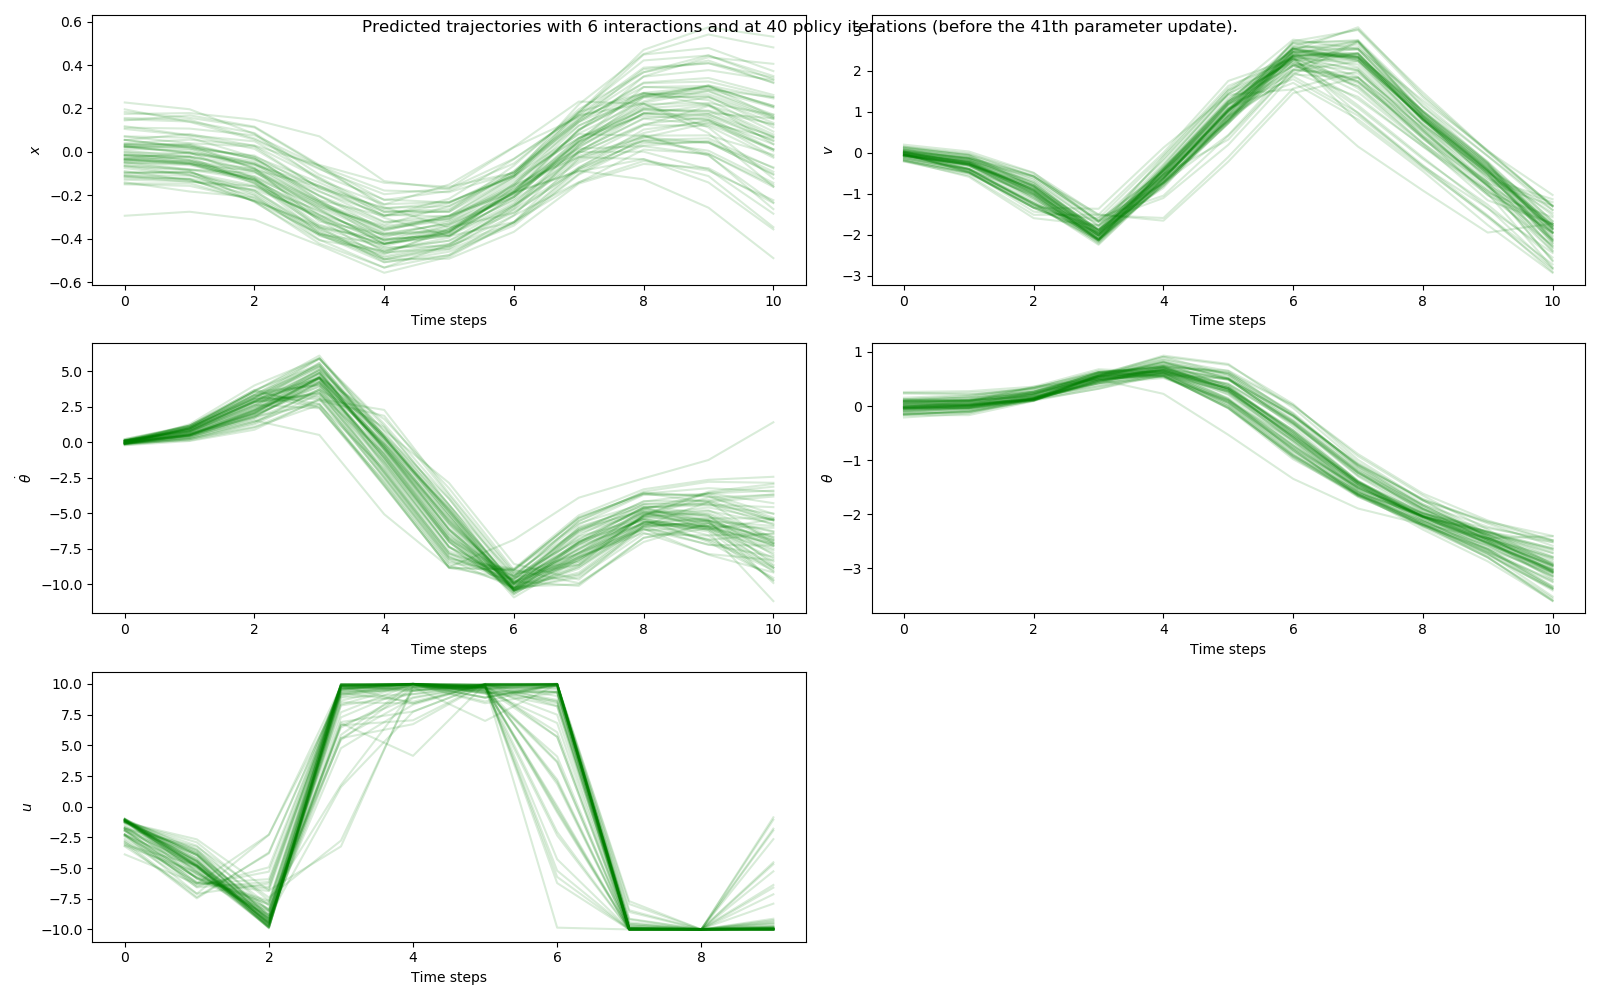 Predicted trajectories with 6 interactions and at 40 policy iterations (before the 41th parameter update).
0.6
0.4
0.2
0.0
−0.2
−0.4
−0.6
x
0 2 4 6 8 10
Time steps
3
2
1
0
−1
−2
−3
v
0 2 4 6 8 10
Time steps
5.0
2.5
0.0
−2.5
−5.0
−7.5
−10.0
θ̇
0 2 4 6 8 10
Time steps
1
0
−1
−2
−3
θ
0 2 4 6 8 10
Time steps
10.0
7.5
5.0
2.5
0.0
−2.5
−5.0
−7.5
−10.0
u
0 2 4 6 8
Time steps